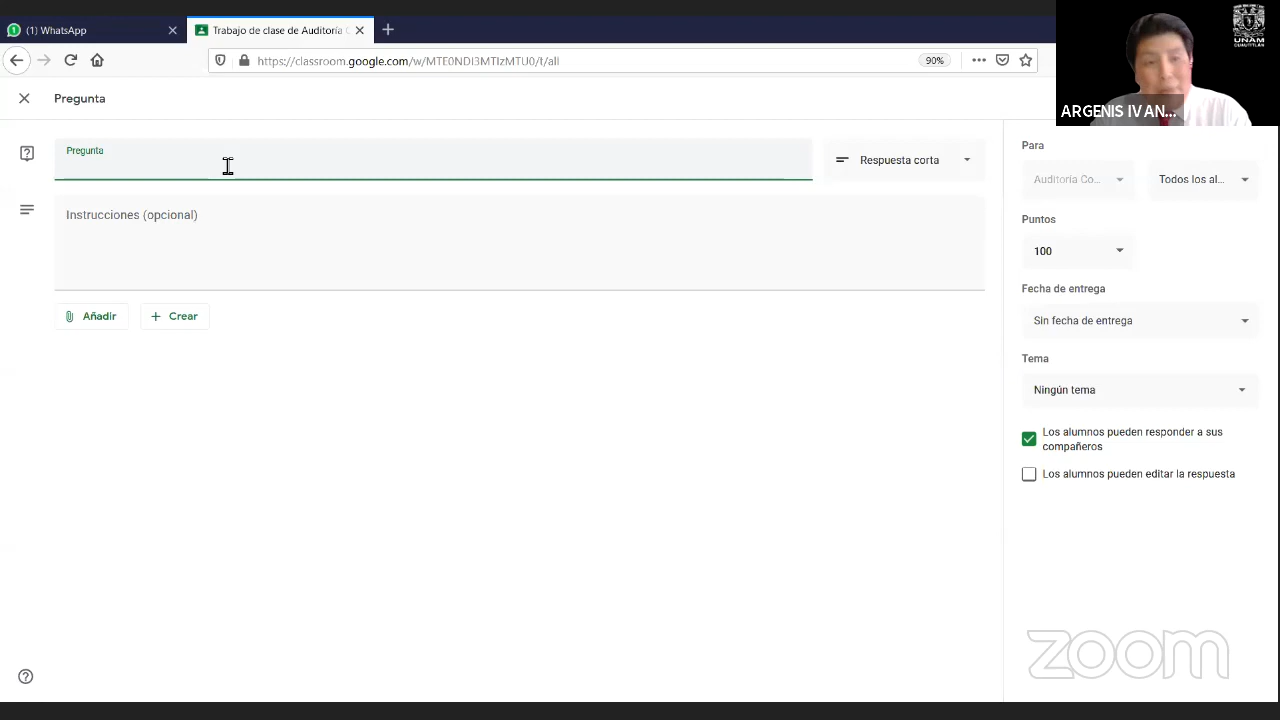 (1) WhatsApp
Trabajo de clase de Auditoría C
https://classroom.google.com/w/MTE0NDI3MTIzMTU0/t/all
90%
UNAM
CUAUTITLÁN
ARGENIS IVAN...
Pregunta
Pregunta
Respuesta corta
Instrucciones (opcional)
Añadir
Crear
Para
Auditoría Co...
Todos los al...
Puntos
100
Fecha de entrega
Sin fecha de entrega
Tema
Ningún tema
Los alumnos pueden responder a sus
compañeros
Los alumnos pueden editar la respuesta
zoom